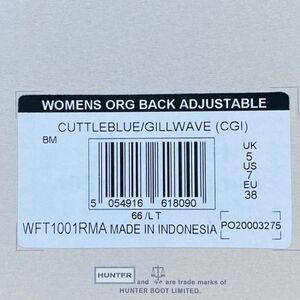 WOMENS ORG BACK ADJUSTABLE
CUTTLEBLUE/GILLWAVE (CGI)
BM
UK
5
US
7
EU
38
5 054916 618090
66/L T
WFT1001RMA MADE IN INDONESIA
PO20003275
HUNTER and are trade marks of
HUNTER BOOT LIMITED.